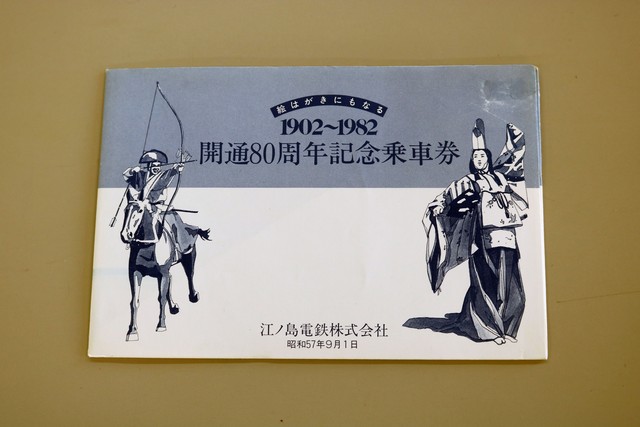 絵はがきにもなる
1902~1982
開通80周年記念乗車券
江ノ島電鉄株式会社
昭和57年9月1日